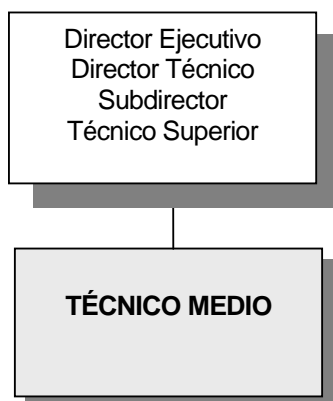 Director Ejecutivo
Director Técnico
Subdirector
Técnico Superior
TÉCNICO MEDIO